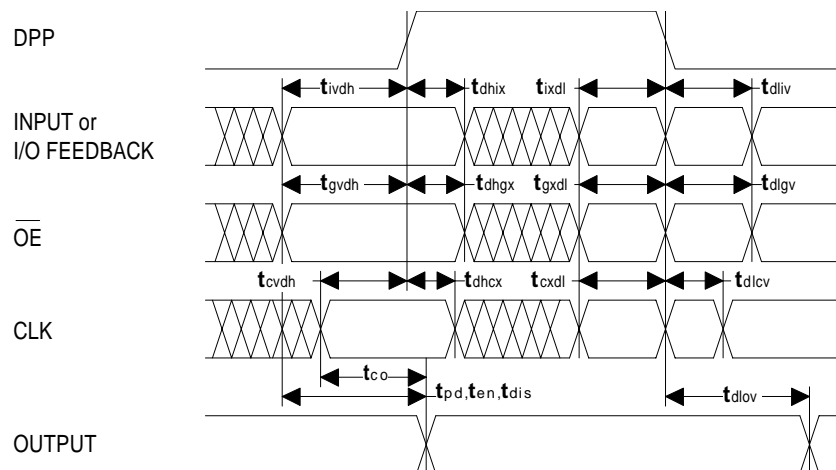 DPP
tivdh tdhix tixdl tdliv
INPUT or
I/O FEEDBACK
tgvdh tdhgx tgxdl tdlgv
OE
tcvdh tdhcx tcxdl tdlcv
CLK
tco
tpd,ten,tdis tdlov
OUTPUT